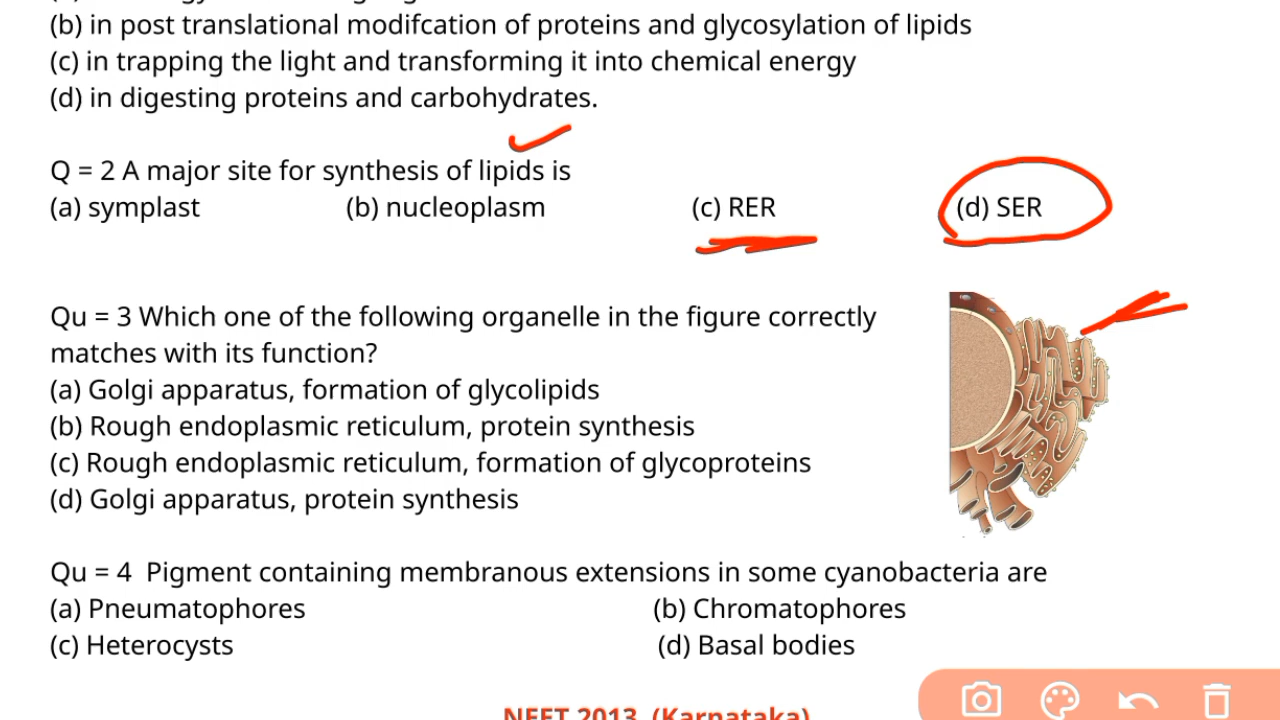 (b) in post translational modifcation of proteins and glycosylation of lipids
(c) in trapping the light and transforming it into chemical energy
(d) in digesting proteins and carbohydrates.
Q = 2 A major site for synthesis of lipids is
(a) symplast (b) nucleoplasm (c) RER (d) SER
Qu = 3 Which one of the following organelle in the figure correctly
matches with its function?
(a) Golgi apparatus, formation of glycolipids
(b) Rough endoplasmic reticulum, protein synthesis
(c) Rough endoplasmic reticulum, formation of glycoproteins
(d) Golgi apparatus, protein synthesis
Qu = 4 Pigment containing membranous extensions in some cyanobacteria are
(a) Pneumatophores (b) Chromatophores
(c) Heterocysts (d) Basal bodies
NEET 2013 (Karnataka)